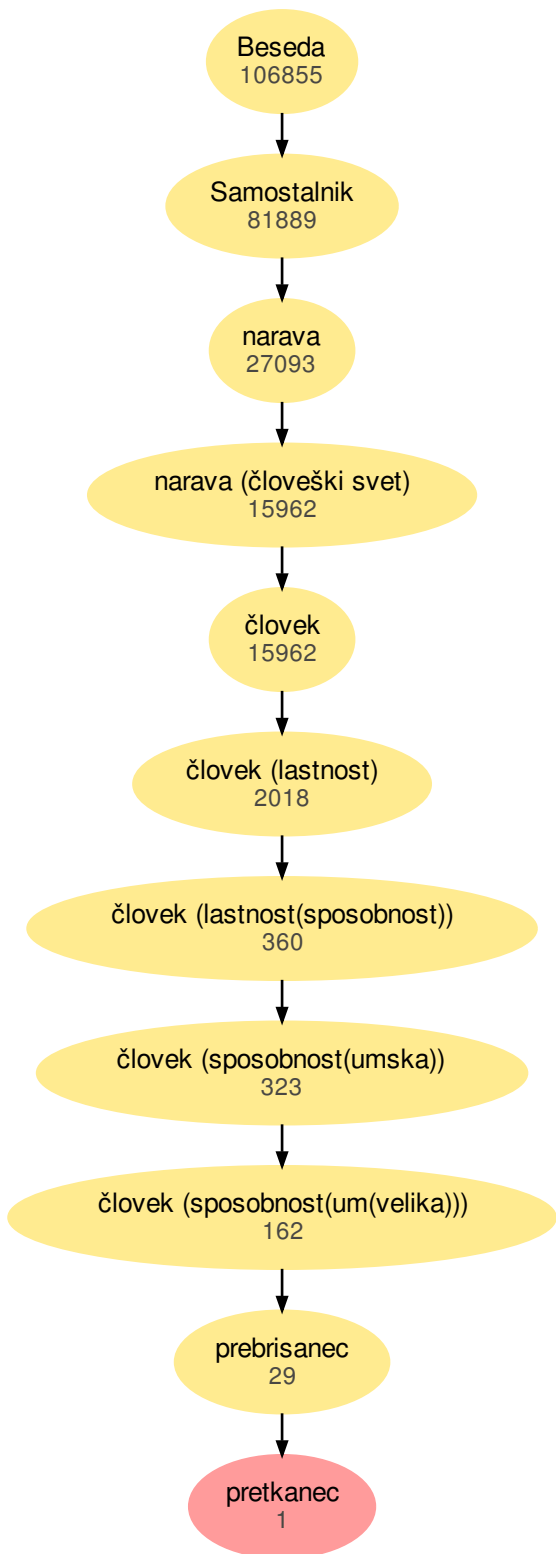 Beseda
106855
Samostalnik
81889
narava
27093
narava (človeški svet)
15962
človek
15962
človek (lastnost)
2018
človek (lastnost(sposobnost))
360
človek (sposobnost(umska))
323
človek (sposobnost(um(velika)))
162
prebrisanec
29
pretkanec
1